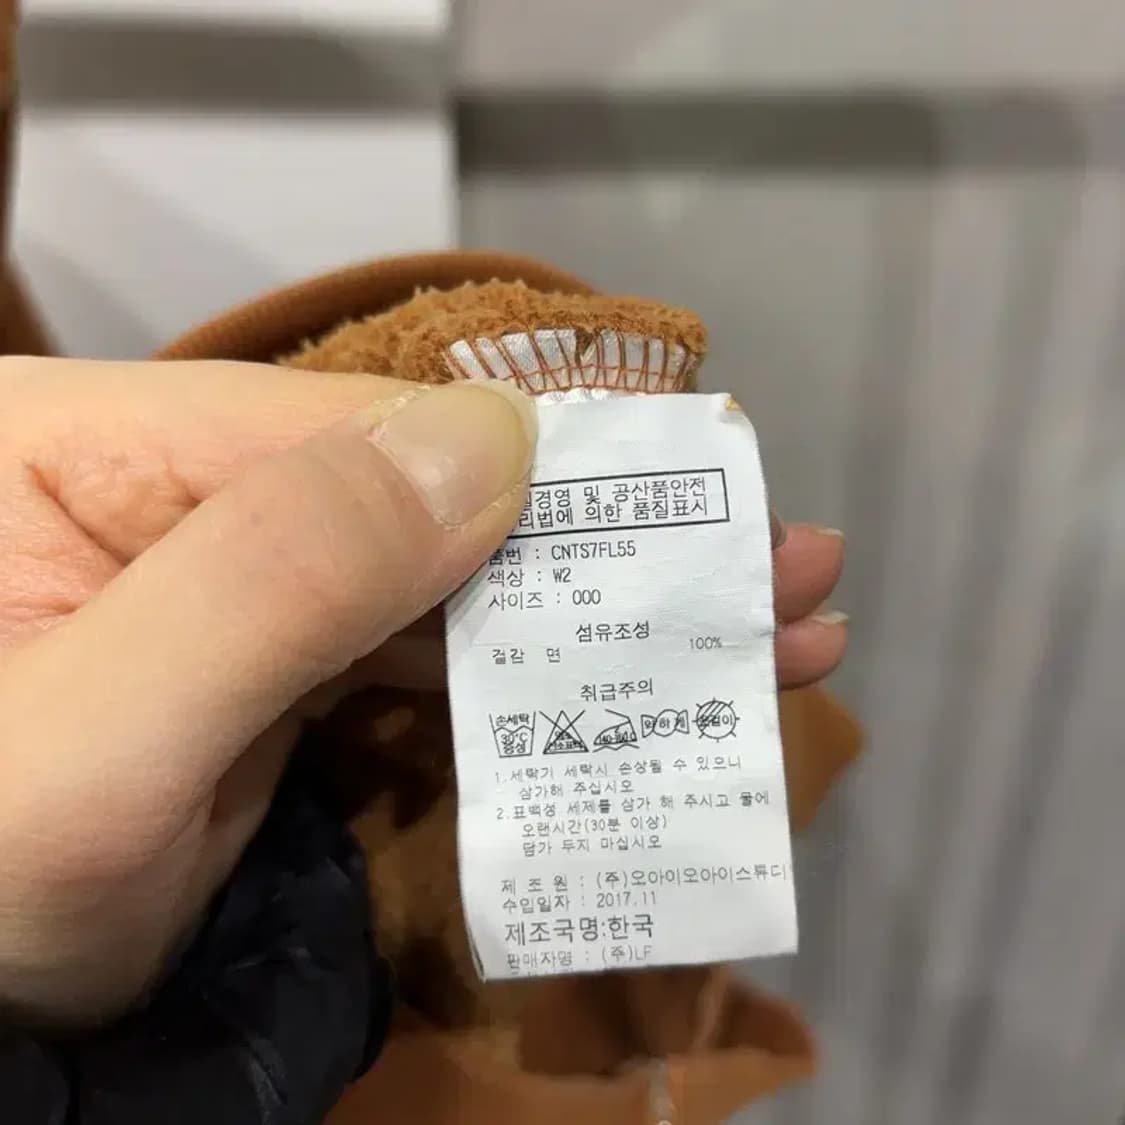 경영 및 공산품안전
리법에 의한 품질표시
품번 : CNTS7FL55
색상 : W2
사이즈 : 000
섬유조성
겉감 면 100%
취급주의
손세탁
30°C
중성
약하게
1.세탁기 세탁시 손상될 수 있으니
삼가해 주십시오
2.표백성 세제를 삼가 해 주시고 물에
오랜시간(30분 이상)
담가 두지 마십시오
제 조 원 : (주)오아이오아이스튜디
수입일자 : 2017.11
제조국명:한국
판매자명 : (주)LF